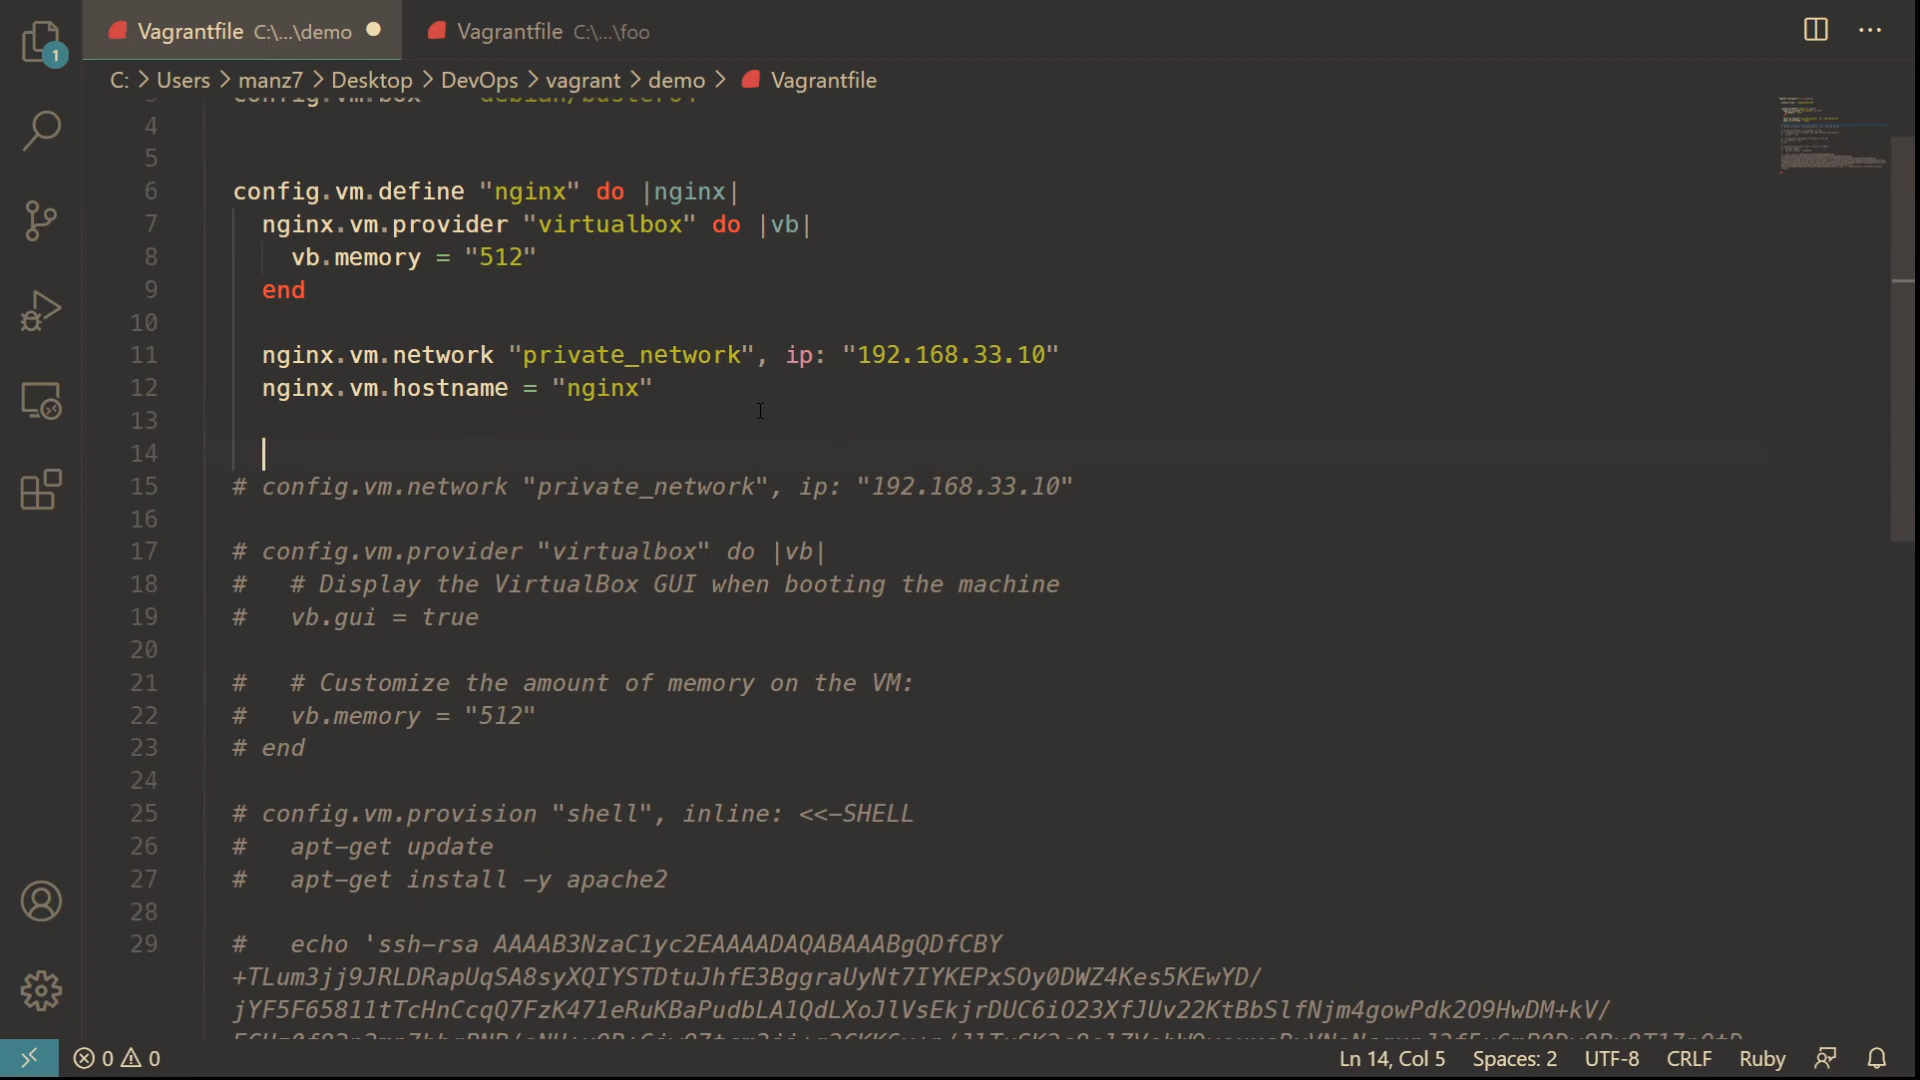 1
Vagrantfile C:\...\demo
Vagrantfile C:\...\foo
C: > Users > manz7 > Desktop > DevOps > vagrant > demo > Vagrantfile
4
5
6 config.vm.define "nginx" do |nginx|
7 nginx.vm.provider "virtualbox" do |vb|
8 vb.memory = "512"
9 end
10
11 nginx.vm.network "private_network", ip: "192.168.33.10"
12 nginx.vm.hostname = "nginx"
13
14
15 # config.vm.network "private_network", ip: "192.168.33.10"
16
17 # config.vm.provider "virtualbox" do |vb|
18 #   # Display the VirtualBox GUI when booting the machine
19 #   vb.gui = true
20
21 #   # Customize the amount of memory on the VM:
22 #   vb.memory = "512"
23 # end
24
25 # config.vm.provision "shell", inline: <<-SHELL
26 #   apt-get update
27 #   apt-get install -y apache2
28
29 #   echo 'ssh-rsa AAAAB3NzaC1yc2EAAAADAQABAAABgQDfCBY
+TLum3jj9JRLDRapUqSA8syXQIYSTDtuJhfE3BggraUyNt7IYKEPxSOy0DWZ4Kes5KEwYD/
jYF5F65811tTcHnCcqQ7FzK471eRuKBaPudbLA1QdLXoJlVsEkjrDUC6iO23XfJUv22KtBbSlfNjm4gowPdk2O9HwDM+kV/
0 0
Ln 14, Col 5 Spaces: 2 UTF-8 CRLF Ruby